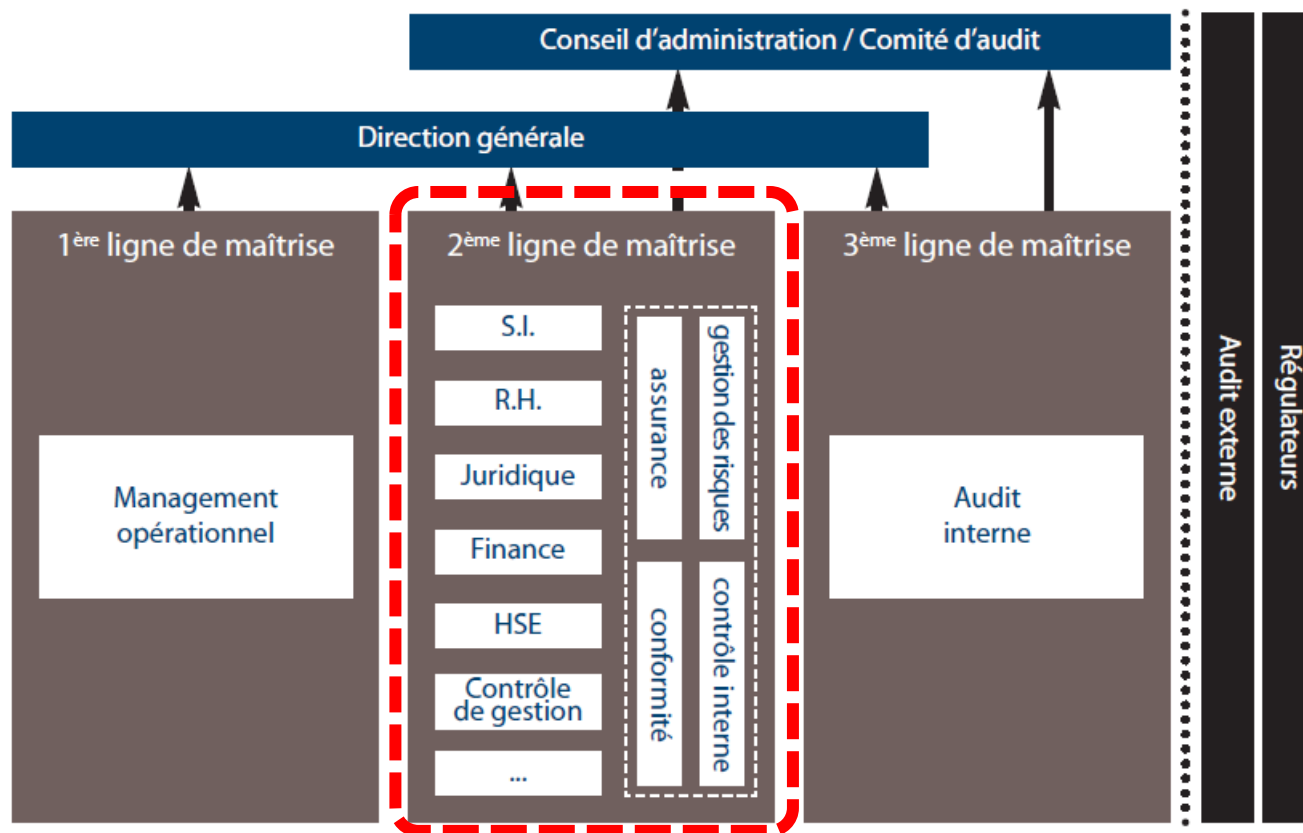 Conseil d'administration / Comité d'audit
Direction générale
1ère ligne de maîtrise
Management
opérationnel
2ème ligne de maîtrise
S.I.
R.H.
Juridique
Finance
HSE
Contrôle
de gestion
...
assurance
gestion des risques
conformité
contrôle interne
3ème ligne de maîtrise
Audit
interne
Audit externe
Régulateurs